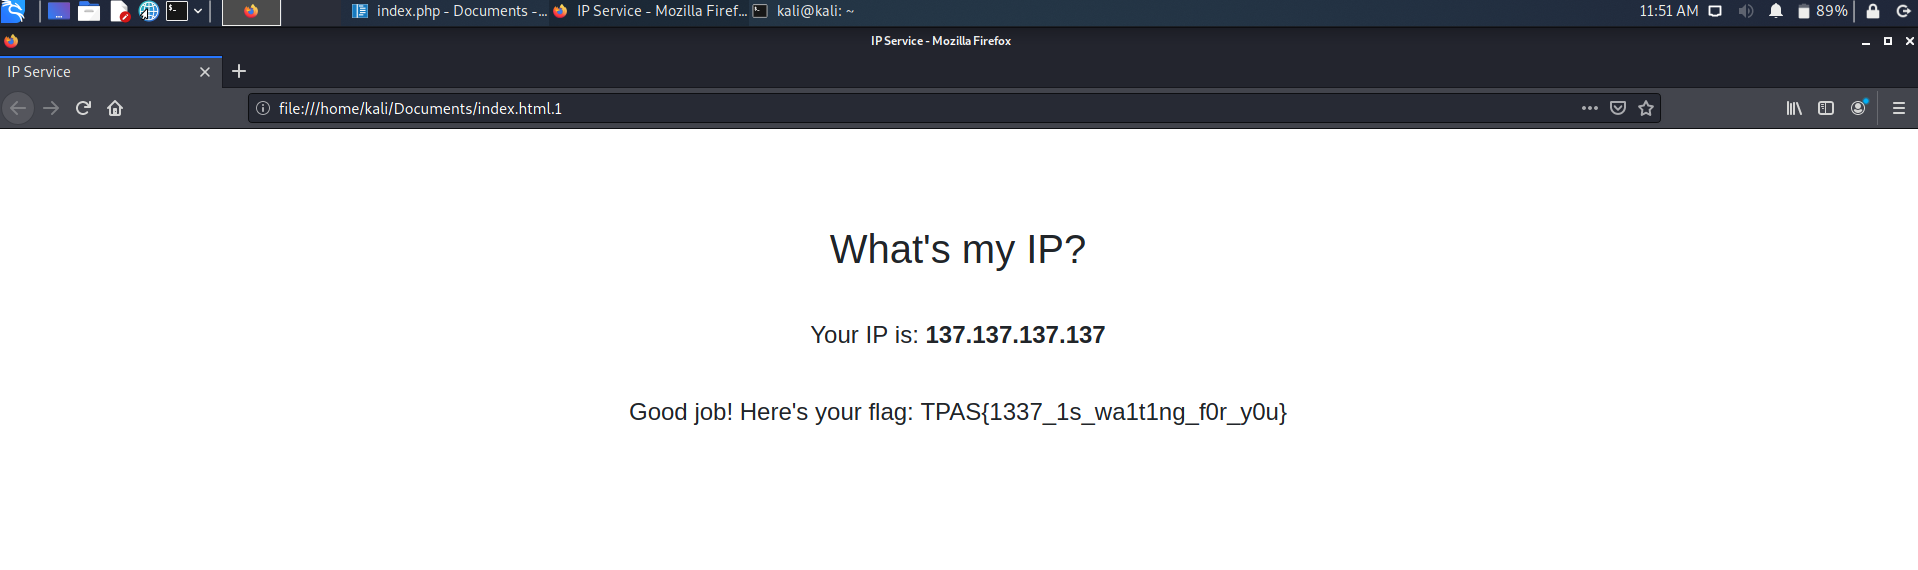 index.php - Documents -... IP Service - Mozilla Firef... kali@kali: ~ 11:51 AM 89%
IP Service - Mozilla Firefox
IP Service
file:///home/kali/Documents/index.html.1
What's my IP?
Your IP is: 137.137.137.137
Good job! Here's your flag: TPAS{1337_1s_wa1t1ng_f0r_y0u}